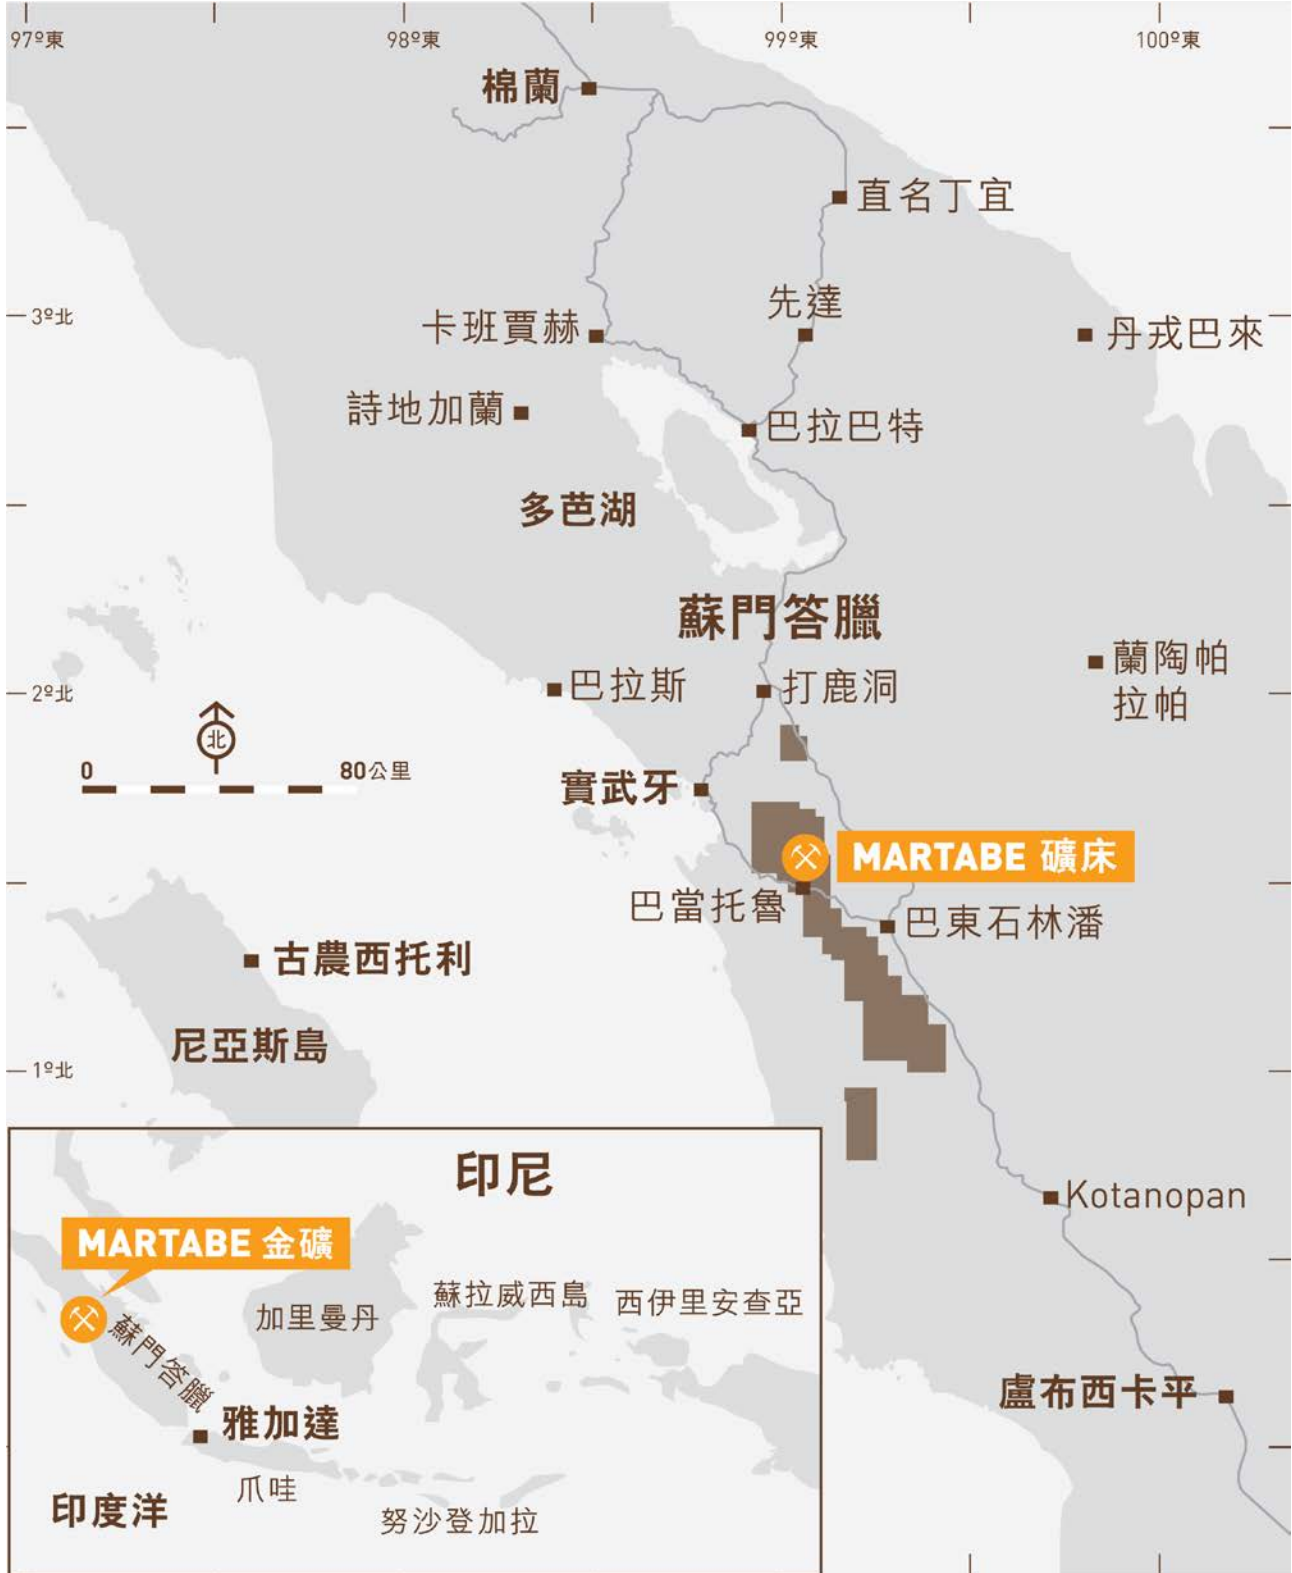 97º東
98º東
99º東
100º東
棉蘭
直名丁宜
先達
3º北
卡班賈赫
丹戎巴來
詩地加蘭
巴拉巴特
多芭湖
蘇門答臘
蘭陶帕
拉帕
巴拉斯
打鹿洞
2º北
北
0
80公里
實武牙
MARTABE 礦床
巴當托魯
巴東石林潘
古農西托利
尼亞斯島
1º北
Kotanopan
盧布西卡平
印尼
MARTABE 金礦
蘇拉威西島
西伊里安查亞
加里曼丹
蘇門答臘
雅加達
爪哇
印度洋
努沙登加拉